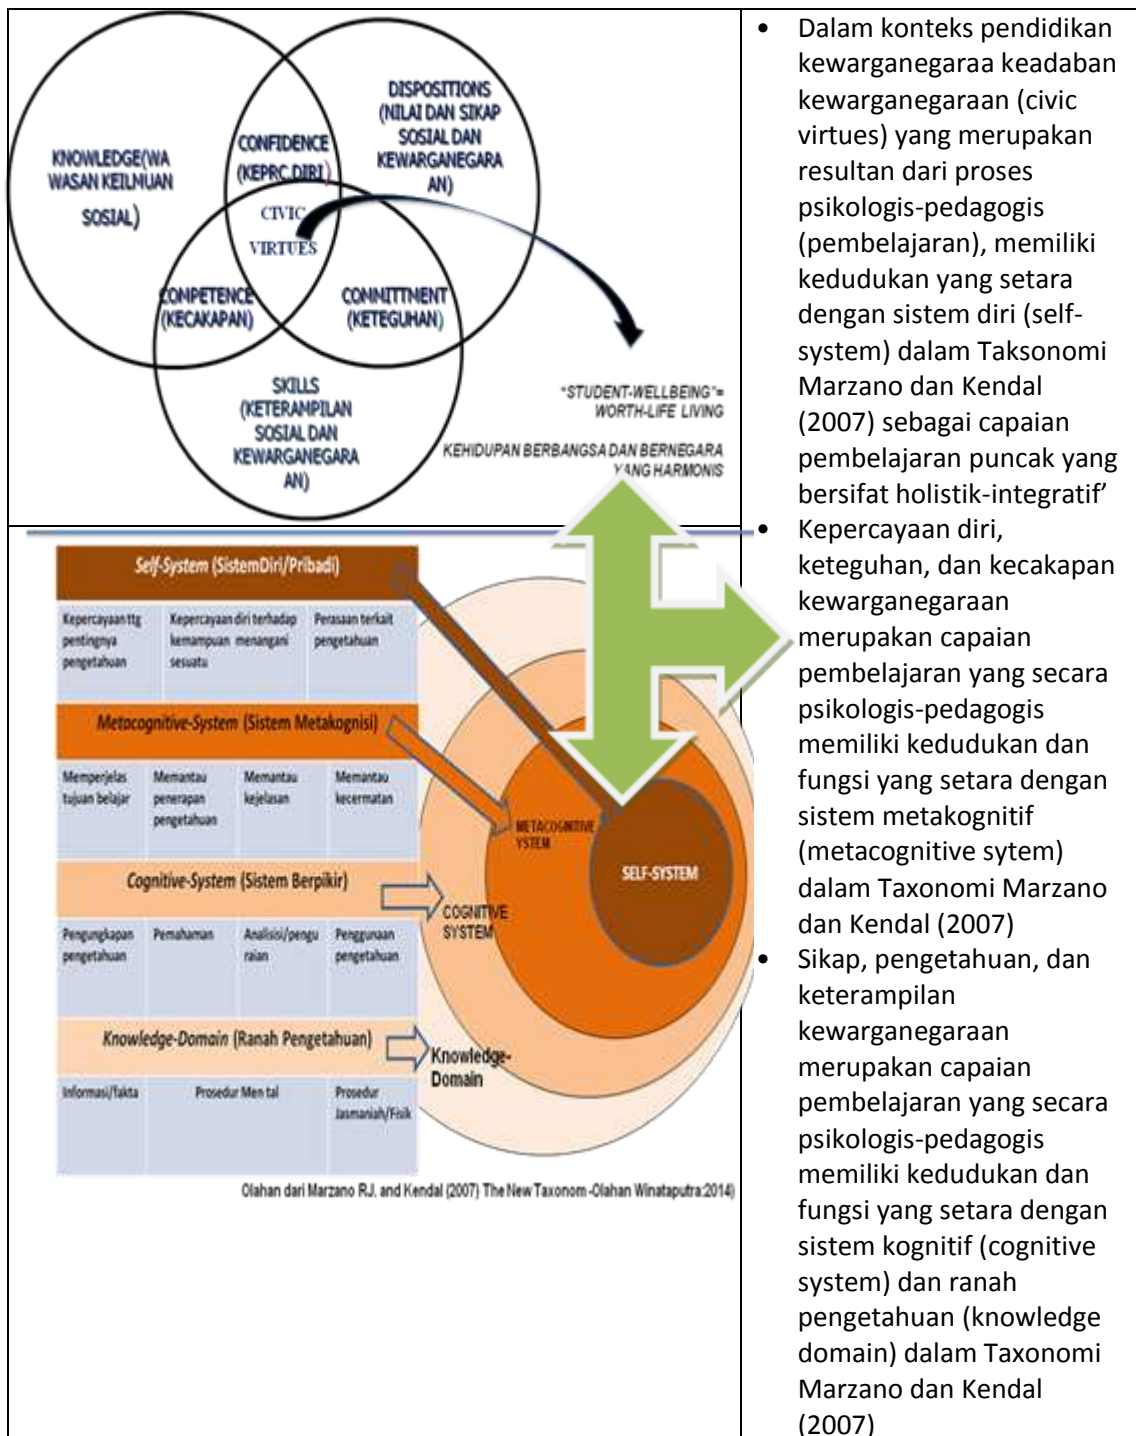 KNOWLEDGE(WA
WASAN KEILNUAN
SOSIAL)
CONFIDENCE
(KEPRC.DIRI)
DISPOSITIONS
(NILAI DAN SIKAP
SOSIAL DAN
KEWARGANEGARA
AN)
CIVIC
VIRTUES
COMPETENCE
(KECAKAPAN)
COMMITTMENT
(KETEGUHAN)
SKILLS
(KETERAMPILAN
SOSIAL DAN
KEWARGANEGARA
AN)
"STUDENT-WELLBEING"=
WORTH-LIFE LIVING
KEHIDUPAN BERBANGSA DAN BERNEGARA
YANG HARMONIS
Self-System (SistemDiri/Pribadi)
Kepercayaan ttg
pentingnya
pengetahuan
Kepercayaan diri terhadap
kemampuan menangani
sesuatu
Perasaan terkait
pengetahuan
Metacognitive-System (Sistem Metakognisi)
Memperjelas
tujuan belajar
Memantau
penerapan
pengetahuan
Memantau
kejelasan
Memantau
kecermatan
Cognitive-System (Sistem Berpikir)
Pengungkapan
pengetahuan
Pemahaman
Analisisi/pengu
raian
Penggunaan
pengetahuan
Knowledge-Domain (Ranah Pengetahuan)
Informasi/fakta
Prosedur Men tal
Prosedur
Jasmaniah/Fisik
METACOGNITIVE
YSTEM
SELF-SYSTEM
COGNITIVE
SYSTEM
Knowledge-
Domain
Olahan dari Marzano R.J. and Kendal (2007) The New Taxonom -Olahan Winataputra:2014)
• Dalam konteks pendidikan
kewarganegaraa keadaban
kewarganegaraan (civic
virtues) yang merupakan
resultan dari proses
psikologis-pedagogis
(pembelajaran), memiliki
kedudukan yang setara
dengan sistem diri (self-
system) dalam Taksonomi
Marzano dan Kendal
(2007) sebagai capaian
pembelajaran puncak yang
bersifat holistik-integratif’
• Kepercayaan diri,
keteguhan, dan kecakapan
kewarganegaraan
merupakan capaian
pembelajaran yang secara
psikologis-pedagogis
memiliki kedudukan dan
fungsi yang setara dengan
sistem metakognitif
(metacognitive sytem)
dalam Taxonomi Marzano
dan Kendal (2007)
• Sikap, pengetahuan, dan
keterampilan
kewarganegaraan
merupakan capaian
pembelajaran yang secara
psikologis-pedagogis
memiliki kedudukan dan
fungsi yang setara dengan
sistem kognitif (cognitive
system) dan ranah
pengetahuan (knowledge
domain) dalam Taxonomi
Marzano dan Kendal
(2007)